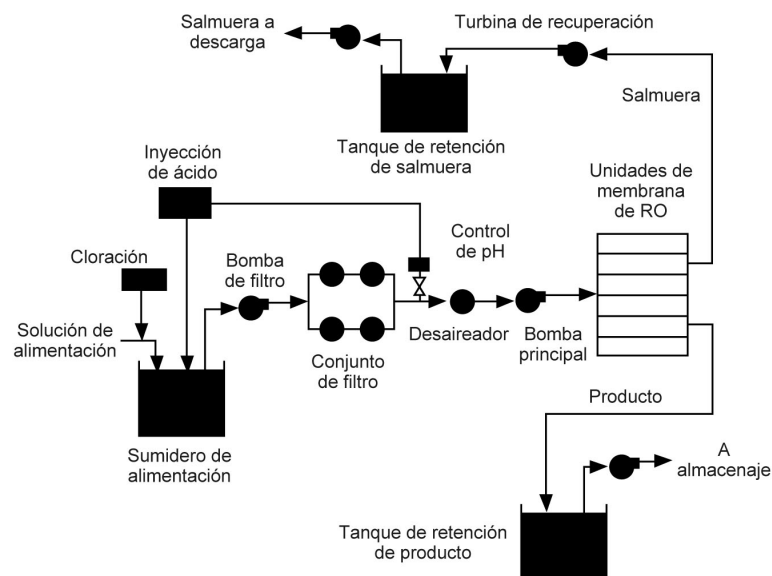 Salmuera a
descarga
Turbina de recuperación
Salmuera
Tanque de retención
de salmuera
Inyección
de ácido
Unidades de
membrana
de RO
Control
de pH
Cloración
Bomba
de filtro
Solución de
alimentación
Desaireador
Bomba
principal
Conjunto
de filtro
Producto
Sumidero de
alimentación
A
almacenaje
Tanque de retención
de producto